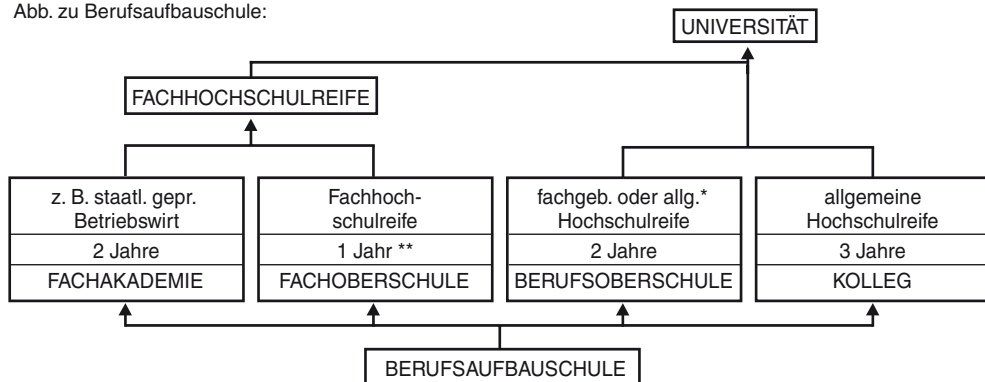 Abb. zu Berufsaufbauschule:
UNIVERSITÄT
FACHHOCHSCHULREIFE
z. B. staatl. gepr.
Betriebswirt
2 Jahre
FACHAKADEMIE
Fachhoch-
schulreife
1 Jahr **
FACHOBERSCHULE
fachgeb. oder allg.*
Hochschulreife
2 Jahre
BERUFSOBERSCHULE
allgemeine
Hochschulreife
3 Jahre
KOLLEG
BERUFSAUFBAUSCHULE